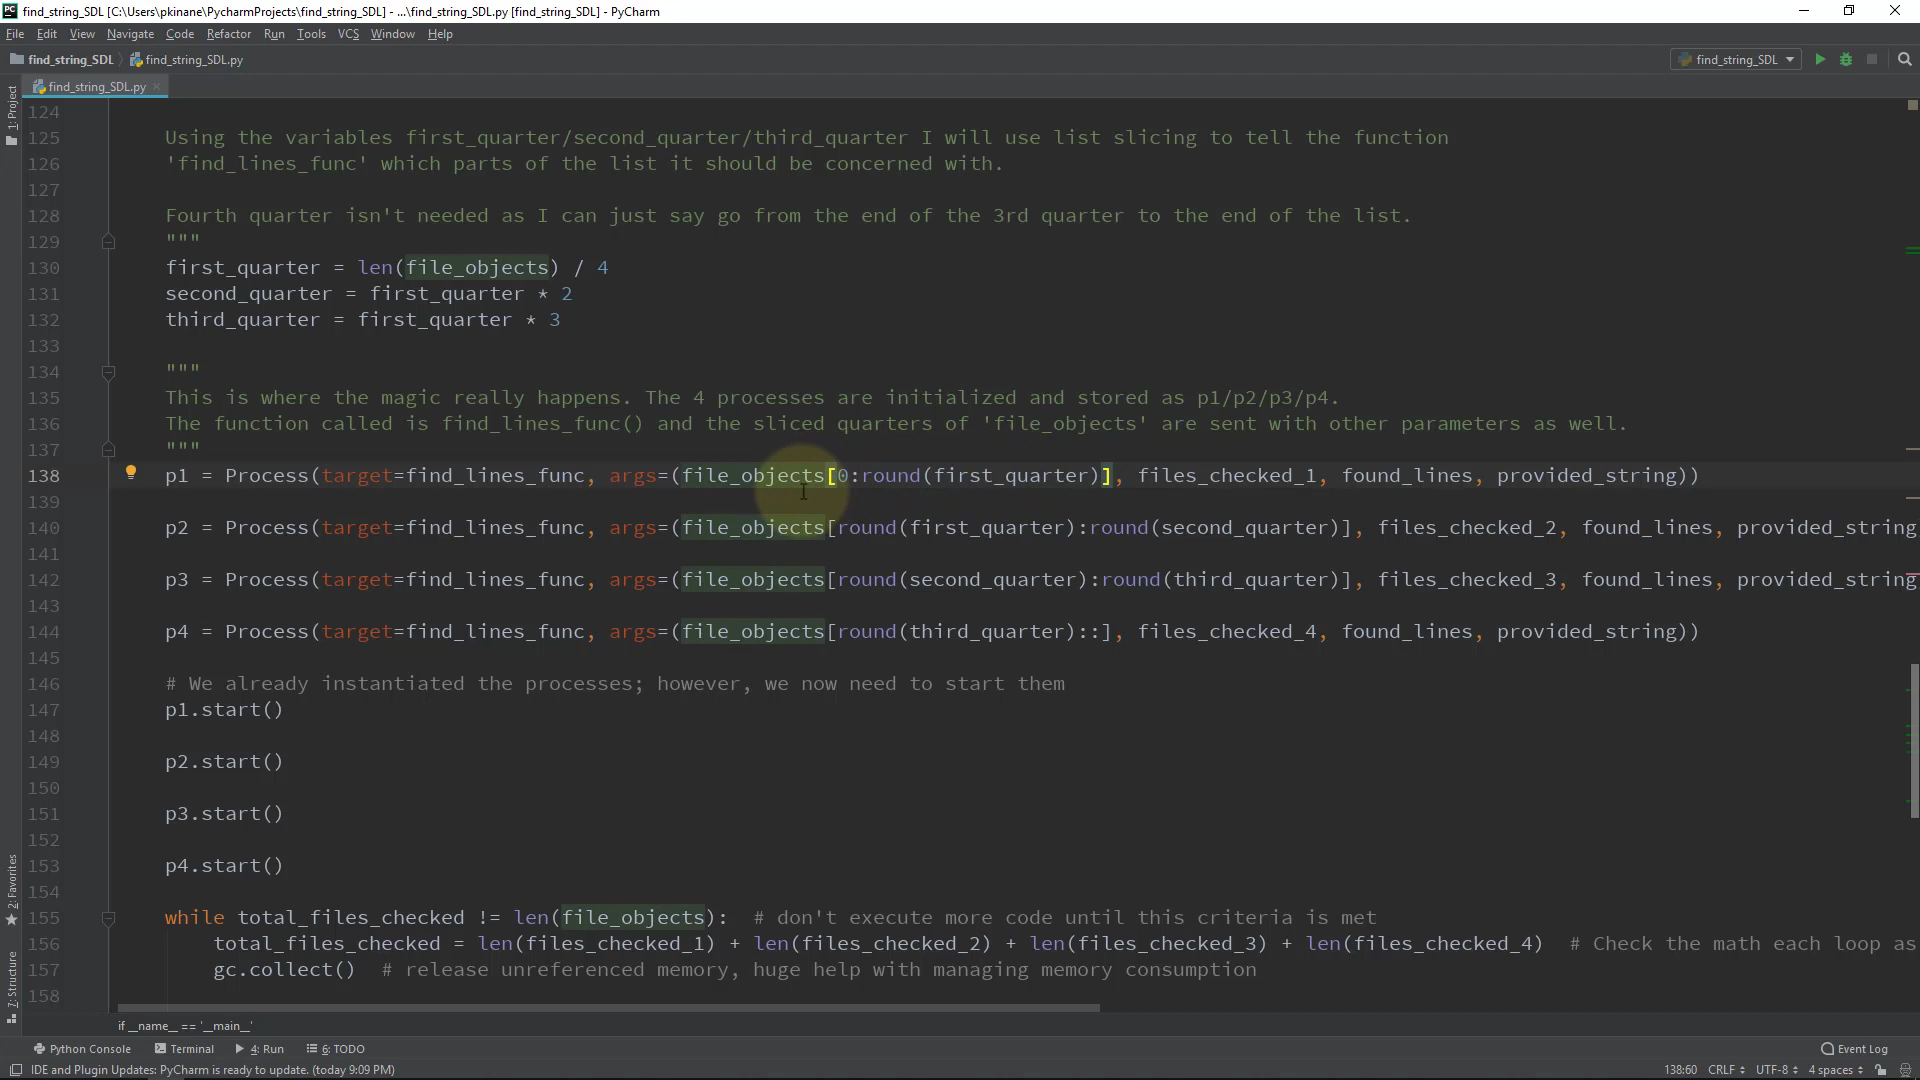 find_string_SDL [C:\Users\pkinane\PycharmProjects\find_string_SDL] - ...\find_string_SDL.py [find_string_SDL] - PyCharm
File Edit View Navigate Code Refactor Run Tools VCS Window Help
find_string_SDL find_string_SDL.py find_string_SDL
find_string_SDL.py
1: Project
124
125 Using the variables first_quarter/second_quarter/third_quarter I will use list slicing to tell the function
126 'find_lines_func' which parts of the list it should be concerned with.
127
128 Fourth quarter isn't needed as I can just say go from the end of the 3rd quarter to the end of the list.
129 """
130 first_quarter = len(file_objects) / 4
131 second_quarter = first_quarter * 2
132 third_quarter = first_quarter * 3
133
134 """
135 This is where the magic really happens. The 4 processes are initialized and stored as p1/p2/p3/p4.
136 The function called is find_lines_func() and the sliced quarters of 'file_objects' are sent with other parameters as well.
137 """
138 p1 = Process(target=find_lines_func, args=(file_objects[0:round(first_quarter)], files_checked_1, found_lines, provided_string))
139
140 p2 = Process(target=find_lines_func, args=(file_objects[round(first_quarter):round(second_quarter)], files_checked_2, found_lines, provided_string
141
142 p3 = Process(target=find_lines_func, args=(file_objects[round(second_quarter):round(third_quarter)], files_checked_3, found_lines, provided_string
143
144 p4 = Process(target=find_lines_func, args=(file_objects[round(third_quarter)::], files_checked_4, found_lines, provided_string))
145
146 # We already instantiated the processes; however, we now need to start them
147 p1.start()
148
149 p2.start()
150
151 p3.start()
152
153 p4.start()
154
155 while total_files_checked != len(file_objects): # don't execute more code until this criteria is met
156 total_files_checked = len(files_checked_1) + len(files_checked_2) + len(files_checked_3) + len(files_checked_4) # Check the math each loop as
157 gc.collect() # release unreferenced memory, huge help with managing memory consumption
158
2: Favorites
7: Structure
if __name__ == '__main__'
Python Console Terminal 4: Run 6: TODO Event Log
IDE and Plugin Updates: PyCharm is ready to update. (today 9:09 PM) 138:60 CRLF UTF-8 4 spaces